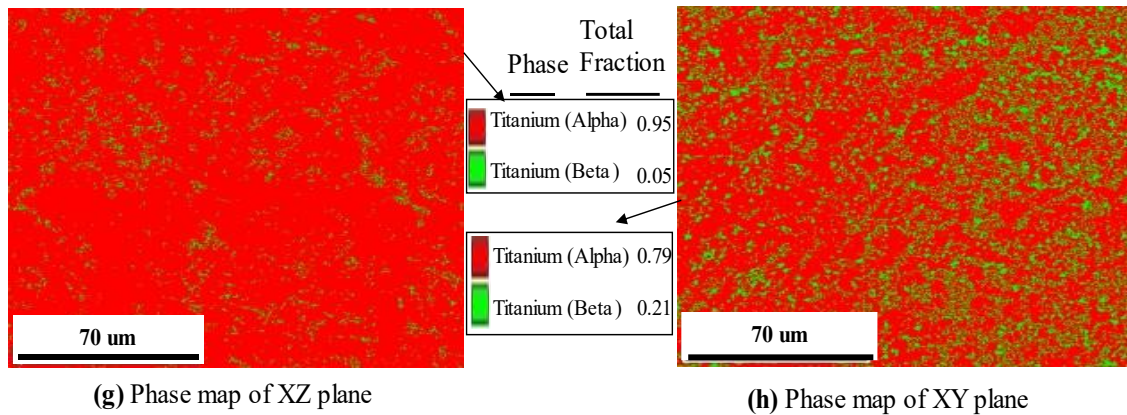 Phase
Total
Fraction
Titanium (Alpha) 0.95
Titanium (Beta) 0.05
Titanium (Alpha) 0.79
Titanium (Beta) 0.21
70 um
70 um
(g) Phase map of XZ plane
(h) Phase map of XY plane